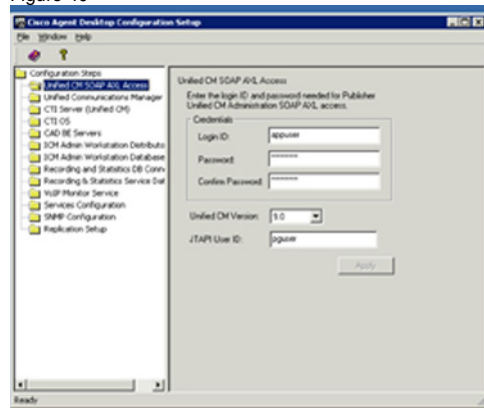 Cisco Agent Desktop Configuration Setup
File Window Help
Configuration Steps
Unified CM SOAP AXL Access
Unified Communications Manager
CTI Server (Unified CM)
CTI OS
CAD BE Servers
ICM Admin Workstation Distributo
ICM Admin Workstation Database
Recording and Statistics DB Conn
Recording & Statistics Service Dat
VoIP Monitor Service
Services Configuration
SNMP Configuration
Replication Setup
Unified CM SOAP AXL Access
Enter the login ID and password needed for Publisher
Unified CM Administration SOAP AXL access.
Credentials
Login ID: appuser
Password: ********
Confirm Password: ********
Unified CM Version: 9.0
JTAPI User ID: pguser
Apply
Ready